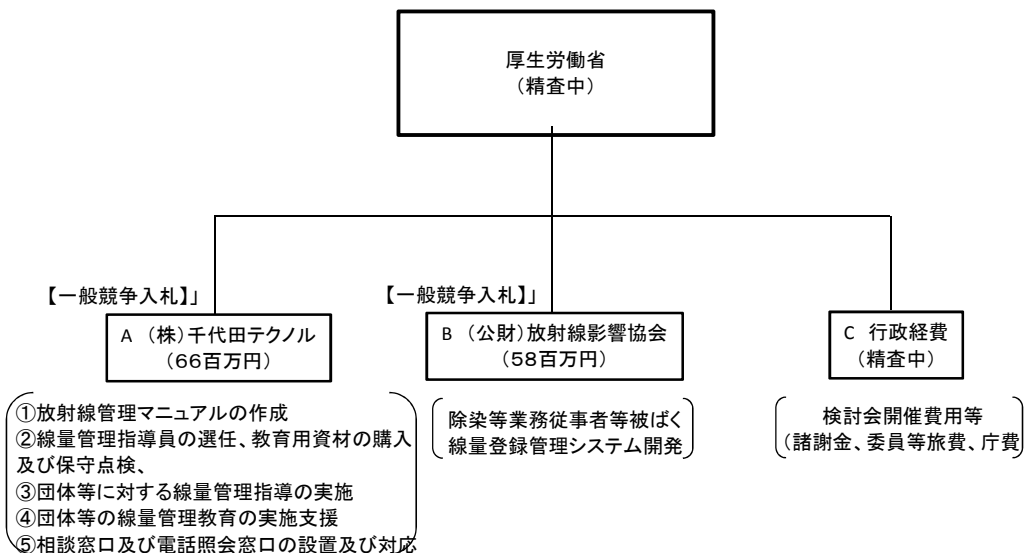 厚生労働省
（精査中）
【一般競争入札】」
【一般競争入札】」
A （株）千代田テクノル
（６６百万円）
B （公財）放射線影響協会
（５８百万円）
C 行政経費
（精査中）
①放射線管理マニュアルの作成
②線量管理指導員の選任、教育用資材の購入
及び保守点検、
③団体等に対する線量管理指導の実施
④団体等の線量管理教育の実施支援
⑤相談窓口及び電話照会窓口の設置及び対応
除染等業務従事者等被ばく
線量登録管理システム開発
検討会開催費用等
（諸謝金、委員等旅費、庁費